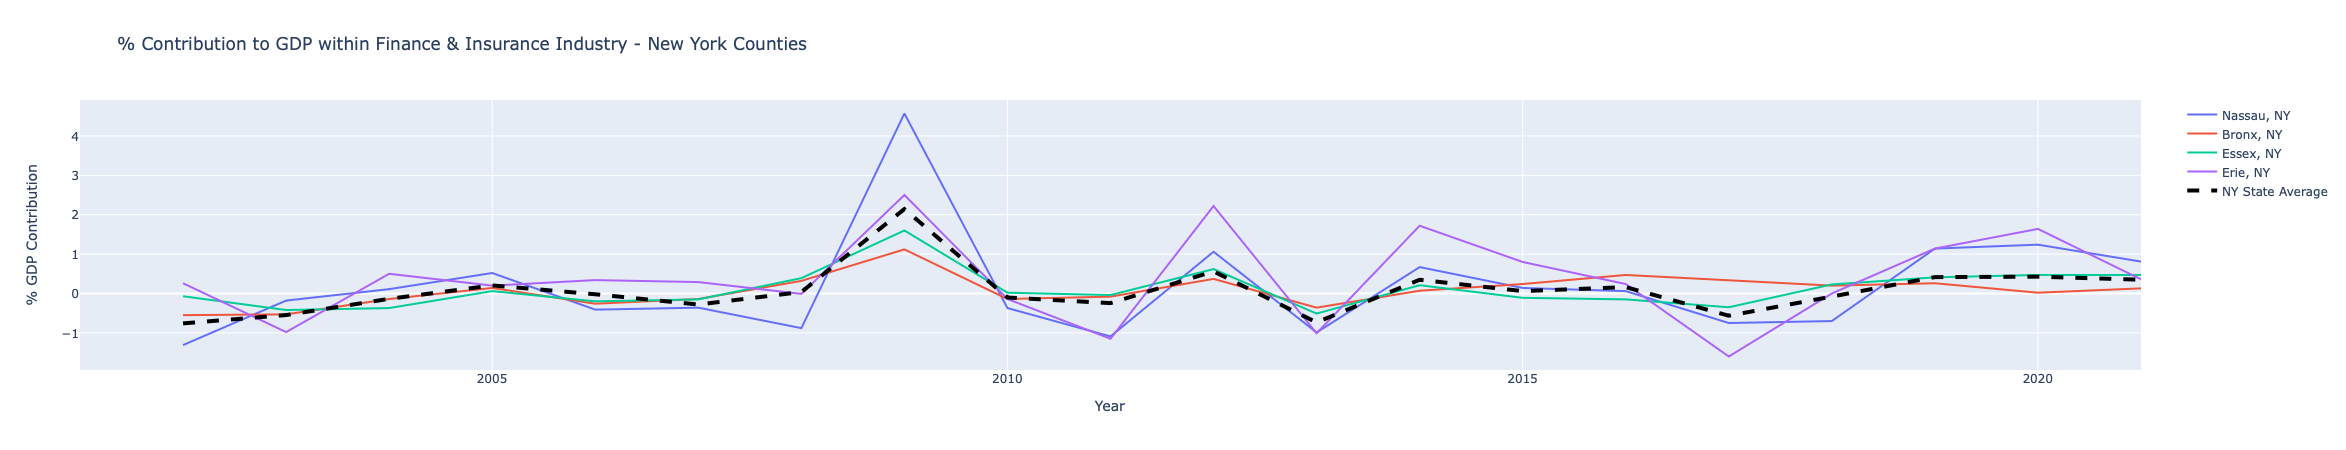 % Contribution to GDP within Finance & Insurance Industry - New York Counties
% GDP Contribution
4
3
2
1
0
−1
2005
2010
2015
2020
Year
Nassau, NY
Bronx, NY
Essex, NY
Erie, NY
NY State Average